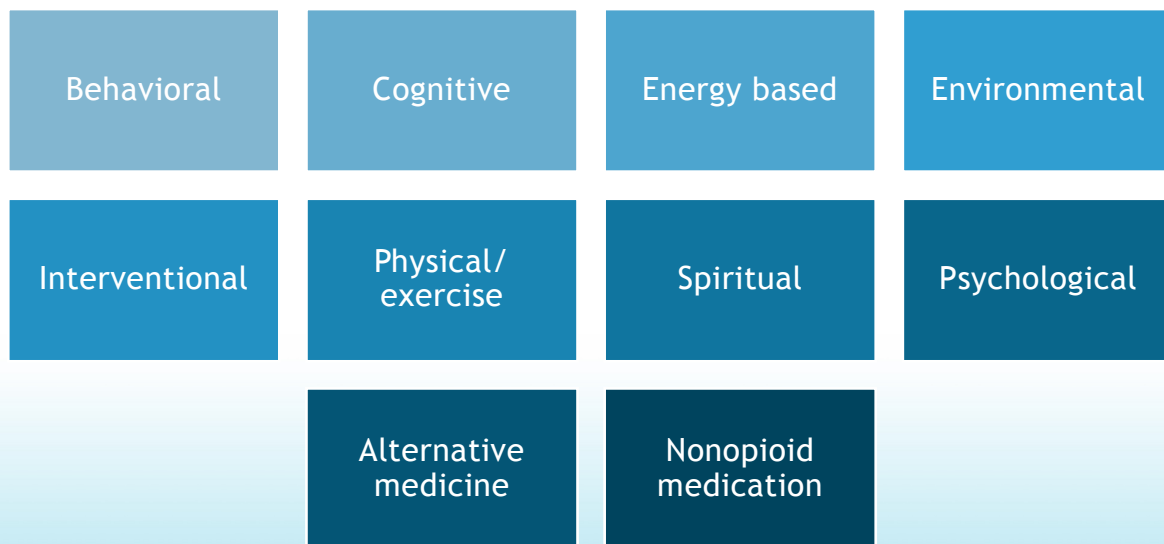 Behavioral
Cognitive
Energy based
Environmental
Interventional
Physical/
exercise
Spiritual
Psychological
Alternative
medicine
Nonopioid
medication